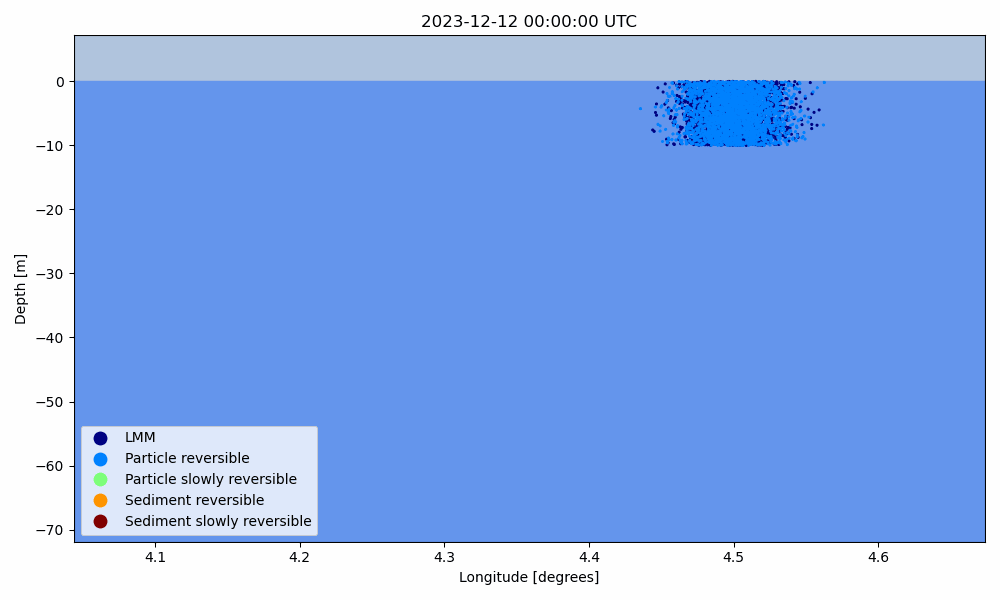 2023-12-12 00:00:00 UTC
0
−10
−20
−30
−40
−50
−60
−70
Depth [m]
LMM
Particle reversible
Particle slowly reversible
Sediment reversible
Sediment slowly reversible
4.1 4.2 4.3 4.4 4.5 4.6
Longitude [degrees]